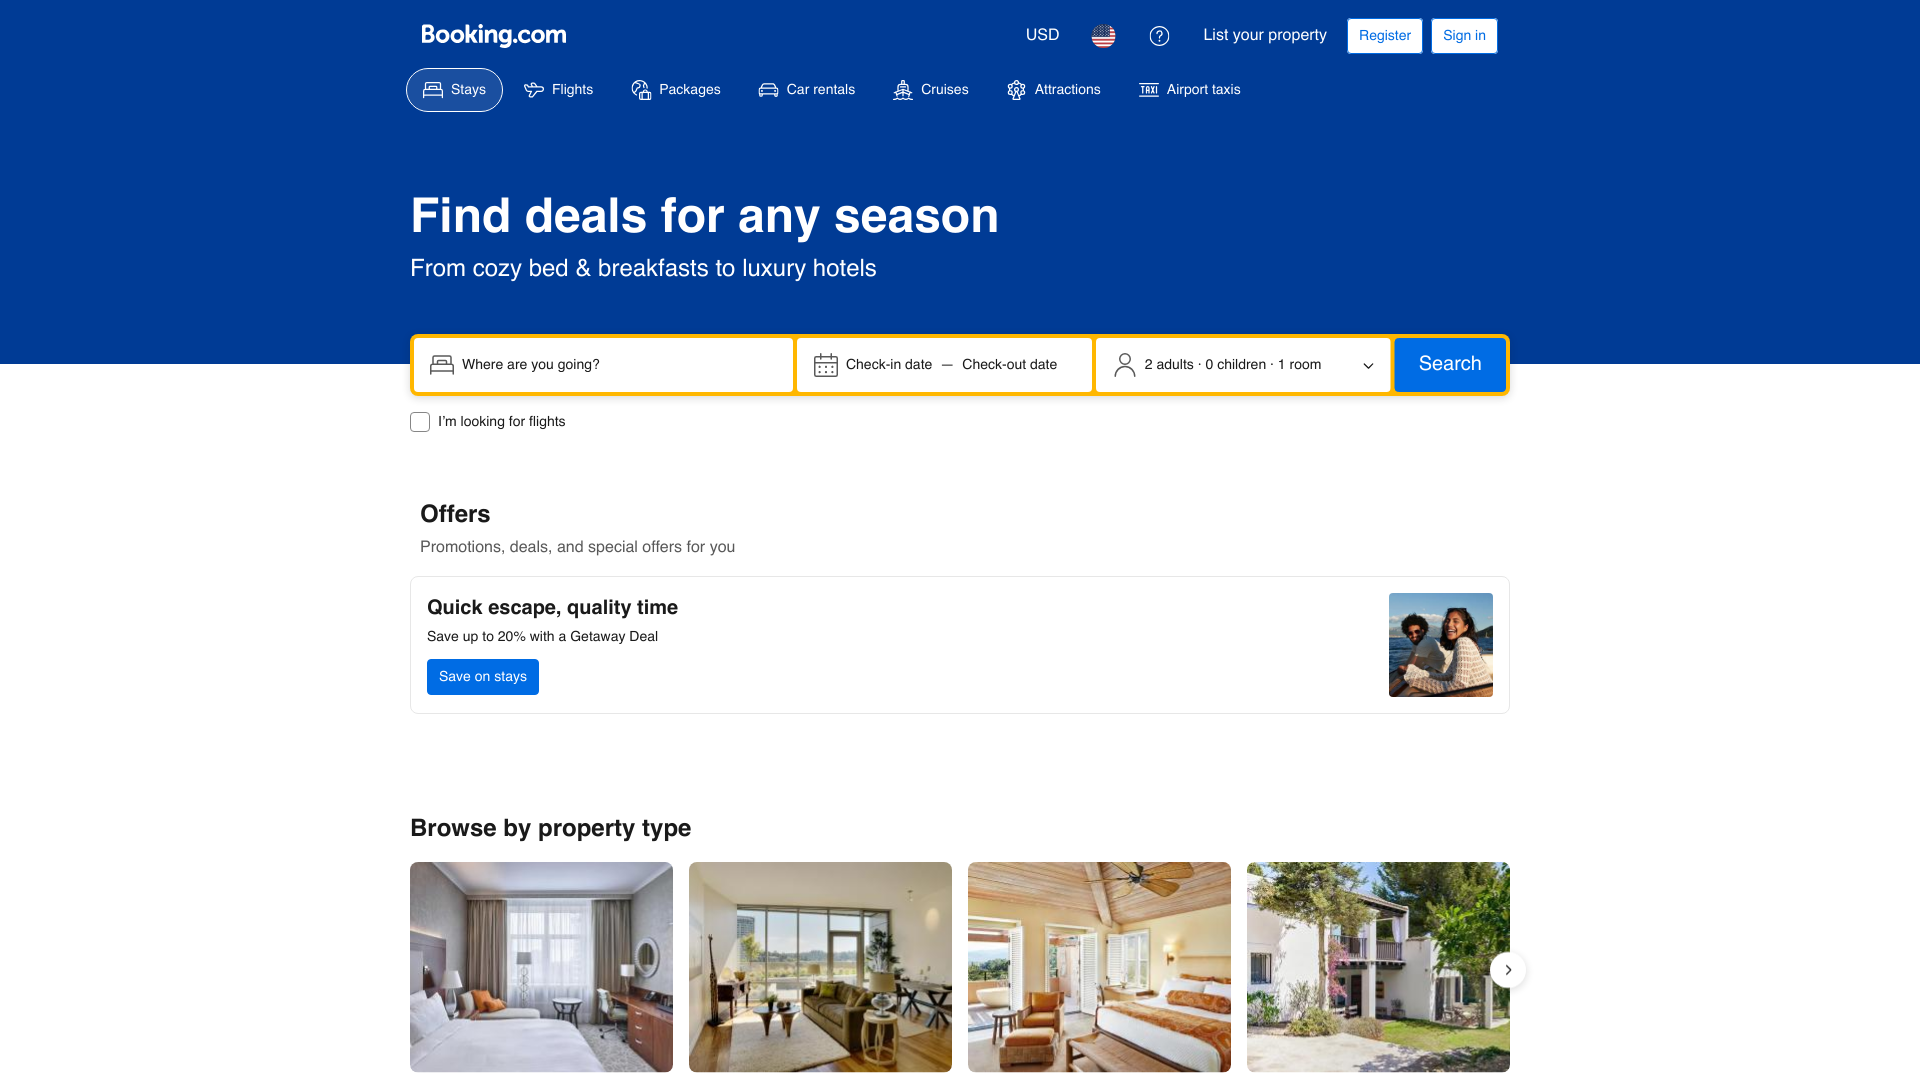 Booking.com
USD
List your property
Register
Sign in
Stays
Flights
Packages
Car rentals
Cruises
Attractions
TAXI
Airport taxis
Find deals for any season
From cozy bed & breakfasts to luxury hotels
Where are you going?
Check-in date — Check-out date
2 adults · 0 children · 1 room
Search
I'm looking for flights
Offers
Promotions, deals, and special offers for you
Quick escape, quality time
Save up to 20% with a Getaway Deal
Save on stays
Browse by property type